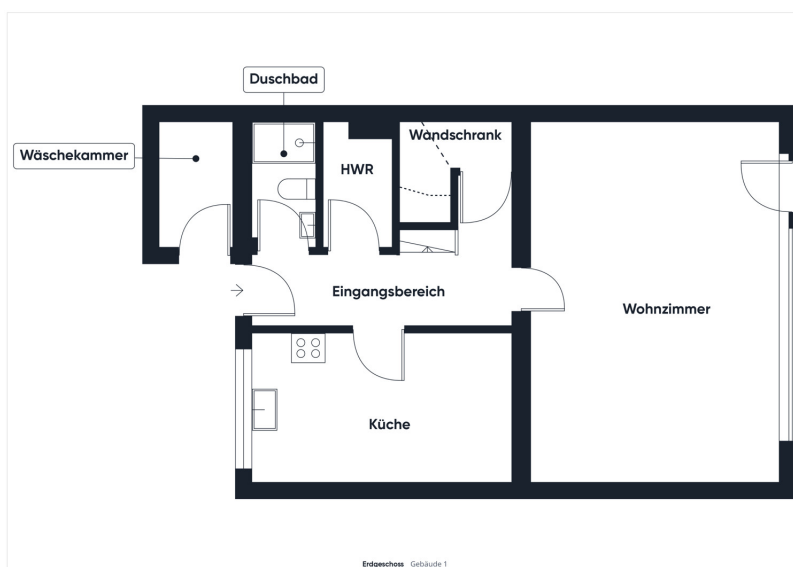 Duschbad
Wandschrank
Wäschekammer
HWR
Eingangsbereich
Wohnzimmer
Küche
Erdgeschoss Gebäude 1